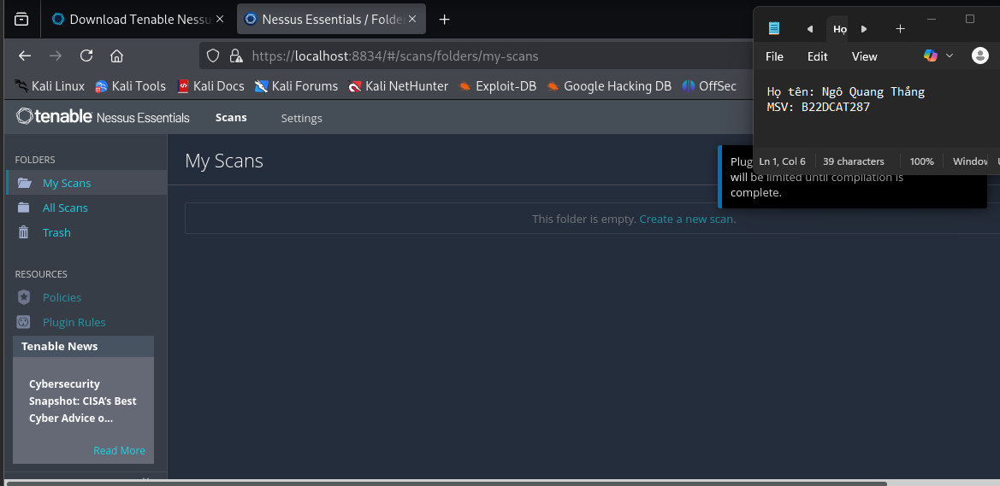 Download Tenable Nessu
Nessus Essentials / Folde
https://localhost:8834/#/scans/folders/my-scans
Kali Linux Kali Tools Kali Docs Kali Forums Kali NetHunter Exploit-DB Google Hacking DB OffSec
tenable Nessus Essentials Scans Settings
FOLDERS
My Scans
All Scans
Trash
RESOURCES
Policies
Plugin Rules
Tenable News
Cybersecurity
Snapshot: CISA's Best
Cyber Advice o...
Read More
My Scans
This folder is empty. Create a new scan.
Plug
will be limited until compilation is
complete.
Họ
File Edit View
Họ tên: Ngô Quang Thắng
MSV: B22DCAT287
Ln 1, Col 6 39 characters 100% Window